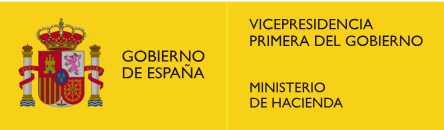 GOBIERNO
DE ESPAÑA
VICEPRESIDENCIA
PRIMERA DEL GOBIERNO
MINISTERIO
DE HACIENDA